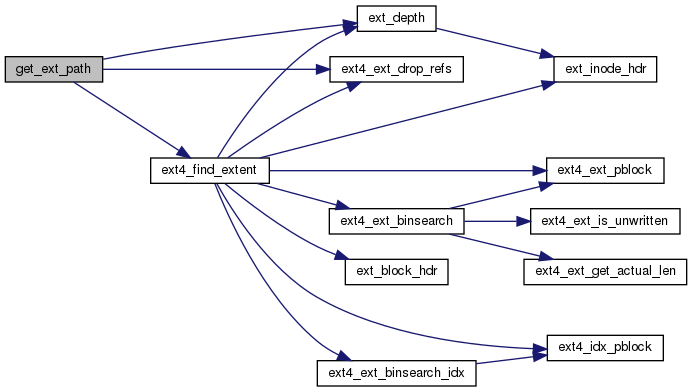 get_ext_path
ext_depth
ext4_ext_drop_refs
ext_inode_hdr
ext4_find_extent
ext4_ext_pblock
ext4_ext_binsearch
ext4_ext_is_unwritten
ext_block_hdr
ext4_ext_get_actual_len
ext4_idx_pblock
ext4_ext_binsearch_idx